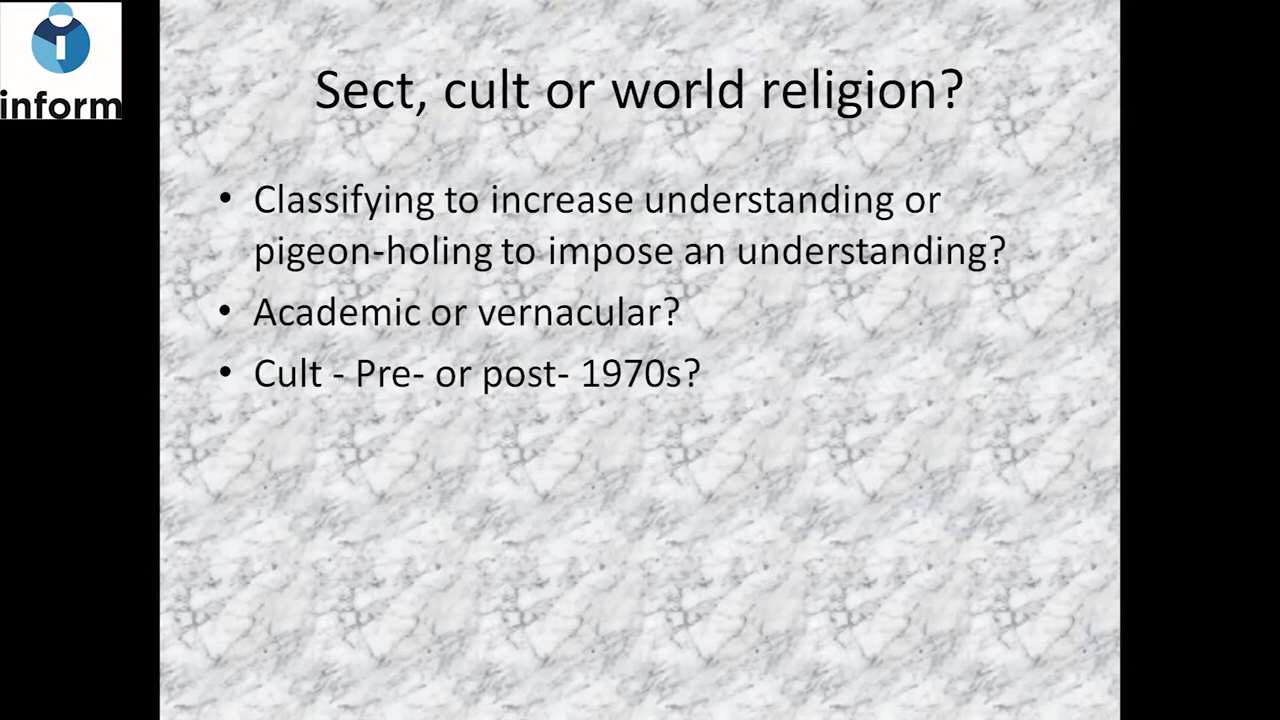 inform
Sect, cult or world religion?
• Classifying to increase understanding or
pigeon-holing to impose an understanding?
• Academic or vernacular?
• Cult - Pre- or post- 1970s?